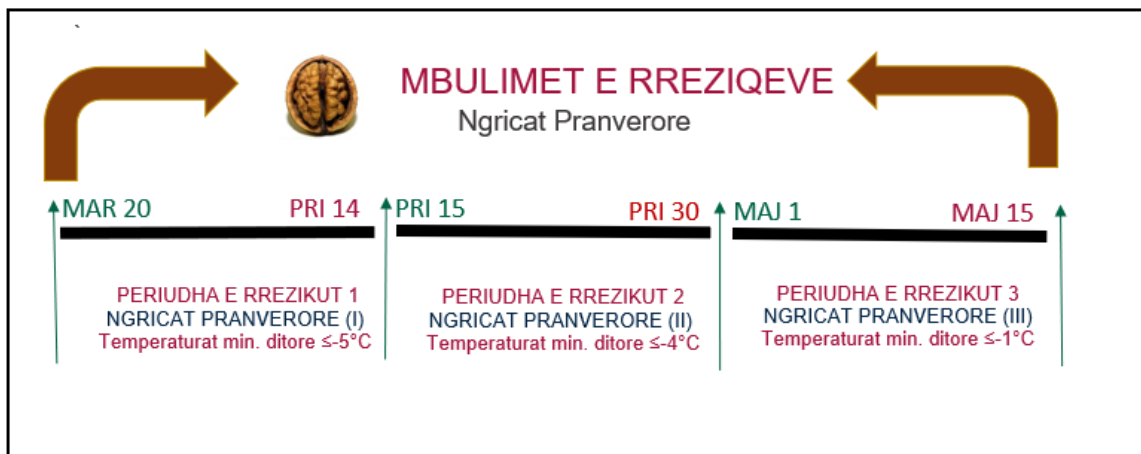 `
MBULIMET E RREZIQEVE
Ngricat Pranverore
MAR 20 PRI 14 PRI 15 PRI 30 MAJ 1 MAJ 15
PERIUDHA E RREZIKUT 1
NGRICAT PRANVERORE (I)
Temperaturat min. ditore ≤-5°C
PERIUDHA E RREZIKUT 2
NGRICAT PRANVERORE (II)
Temperaturat min. ditore ≤-4°C
PERIUDHA E RREZIKUT 3
NGRICAT PRANVERORE (III)
Temperaturat min. ditore ≤-1°C